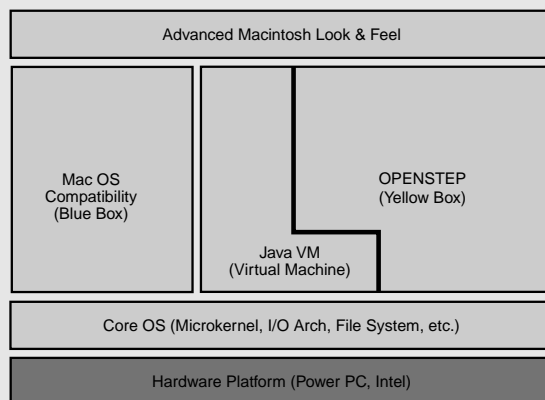 Advanced Macintosh Look & Feel
Mac OS
Compatibility
(Blue Box)
OPENSTEP
(Yellow Box)
Java VM
(Virtual Machine)
Core OS (Microkernel, I/O Arch, File System, etc.)
Hardware Platform (Power PC, Intel)